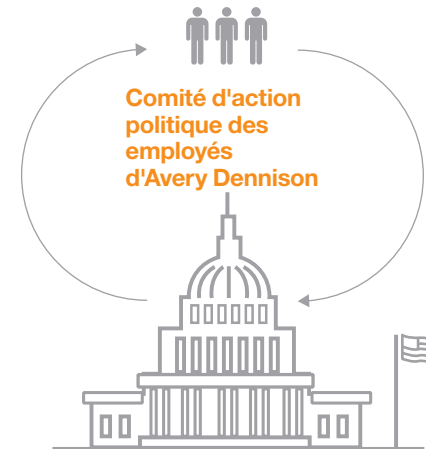 Comité d'action
politique des
employés
d'Avery Dennison